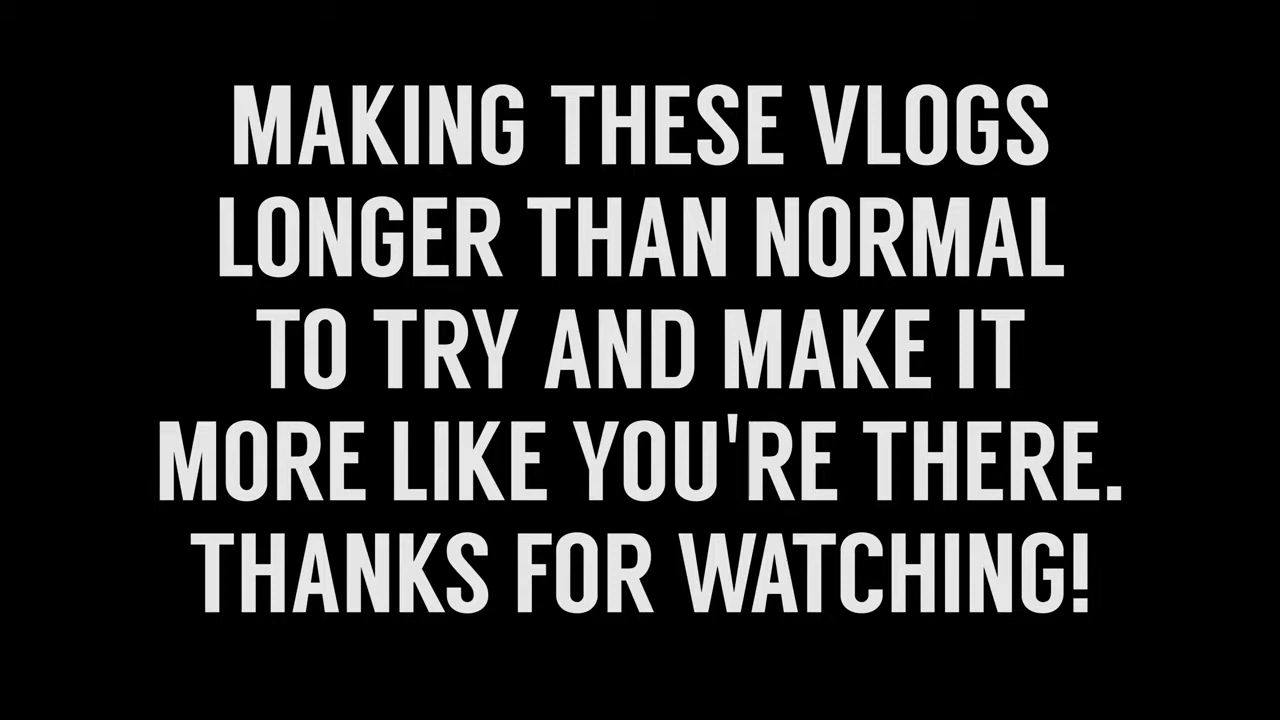 MAKING THESE VLOGS
LONGER THAN NORMAL
TO TRY AND MAKE IT
MORE LIKE YOU'RE THERE.
THANKS FOR WATCHING!